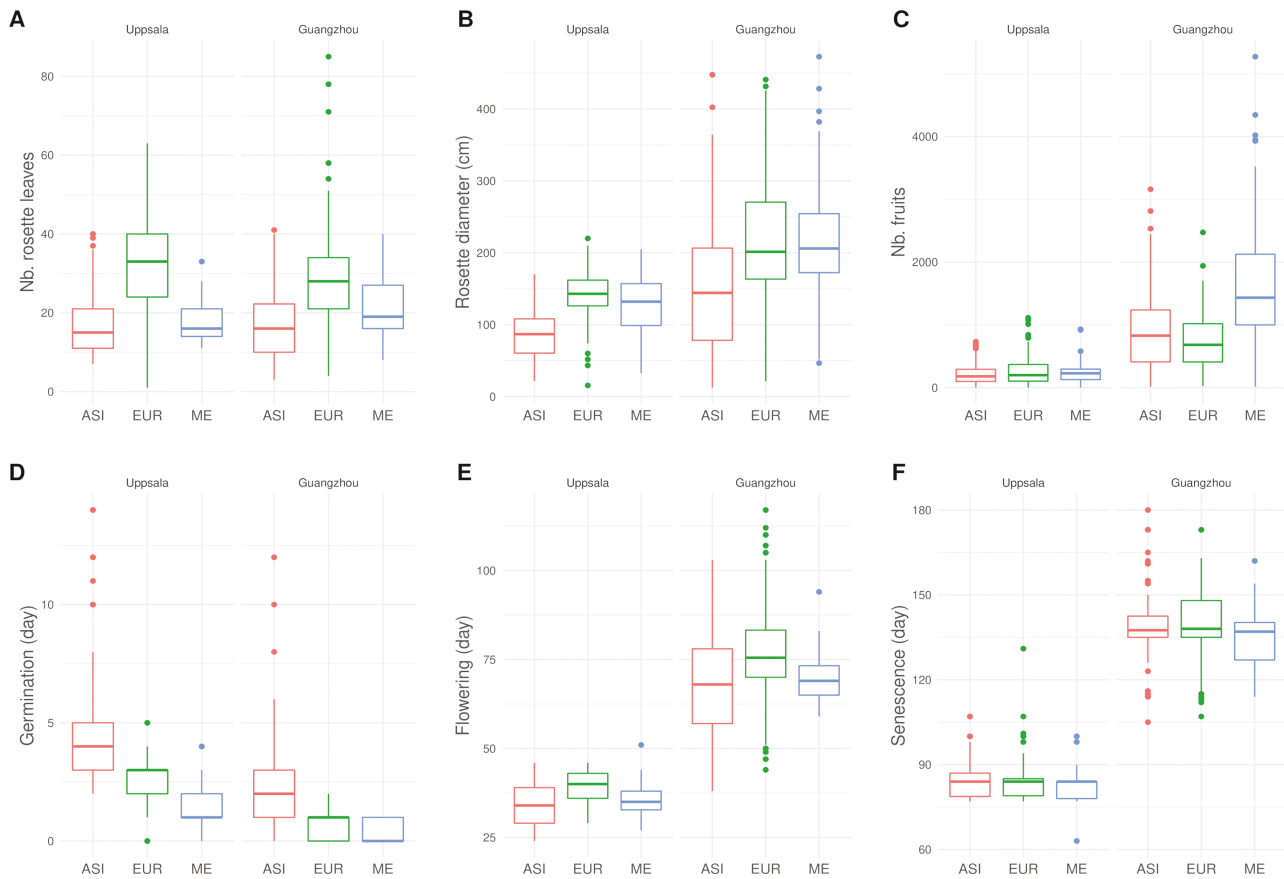 A
Uppsala Guangzhou
Nb. rosette leaves
80
60
40
20
0
ASI EUR ME ASI EUR ME
B
Uppsala Guangzhou
Rosette diameter (cm)
400
300
200
100
0
ASI EUR ME ASI EUR ME
C
Uppsala Guangzhou
Nb. fruits
4000
2000
0
ASI EUR ME ASI EUR ME
D
Uppsala Guangzhou
Germination (day)
10
5
0
ASI EUR ME ASI EUR ME
E
Uppsala Guangzhou
Flowering (day)
100
75
50
25
ASI EUR ME ASI EUR ME
F
Uppsala Guangzhou
Senescence (day)
180
150
120
90
60
ASI EUR ME ASI EUR ME